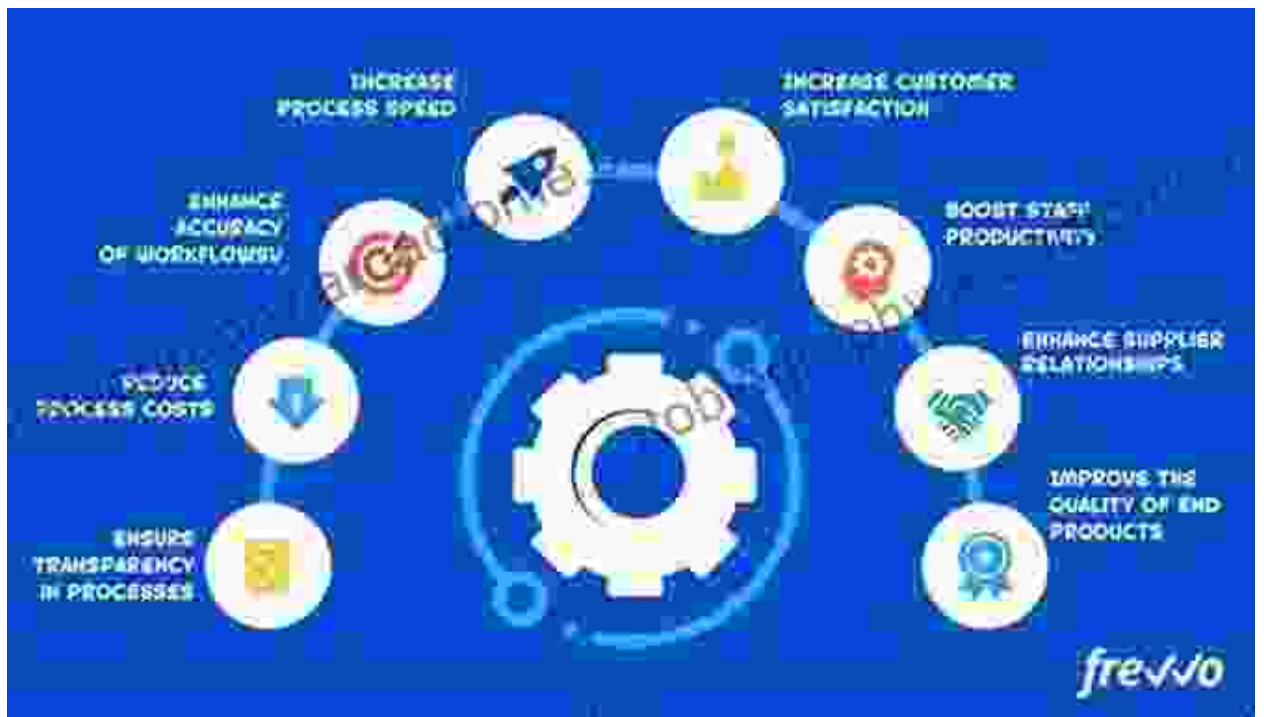 INCREASE
PROCESS SPEED
INCREASE CUSTOMER
SATISFACTION
ENHANCE
ACCURACY
OF WORKFLOWSV
BOOST STAFF
PRODUCTIVITY
REDUCE
PROCESS COSTS
ENHANCE SUPPLIER
RELATIONSHIPS
ENSURE
TRANSPARENCY
IN PROCESSES
IMPROVE THE
QUALITY OF END
PRODUCTS
frevvo